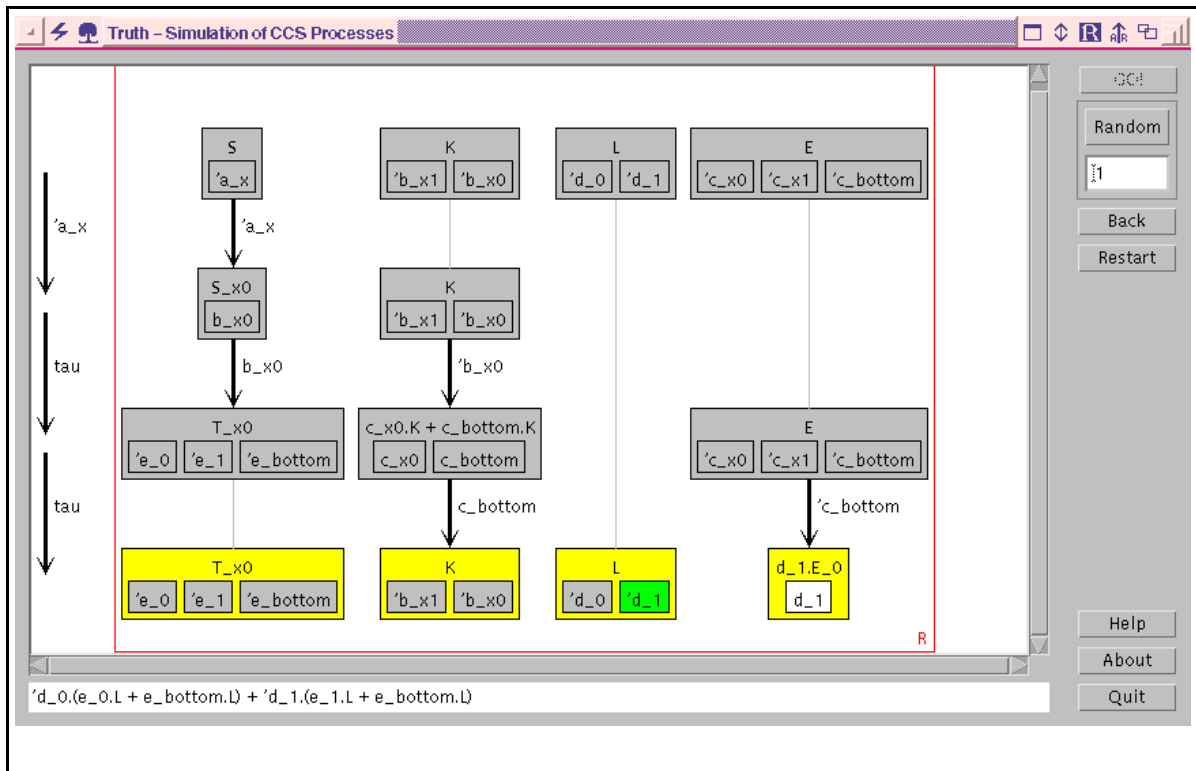 Truth – Simulation of CCS Processes
R
GO!
Random
1
Back
Restart
S K L E
'a_x 'b_x1 'b_x0 'd_0 'd_1 'c_x0 'c_x1 'c_bottom
'a_x 'a_x
S_x0 K
b_x0 'b_x1 'b_x0
tau b_x0 'b_x0
T_x0 c_x0.K + c_bottom.K E
'e_0 'e_1 'e_bottom c_x0 c_bottom 'c_x0 'c_x1 'c_bottom
tau c_bottom 'c_bottom
T_x0 K L d_1.E_0
'e_0 'e_1 'e_bottom 'b_x1 'b_x0 'd_0 'd_1 d_1
R
Help
About
Quit
'd_0.(e_0.L + e_bottom.L) + 'd_1.(e_1.L + e_bottom.L)